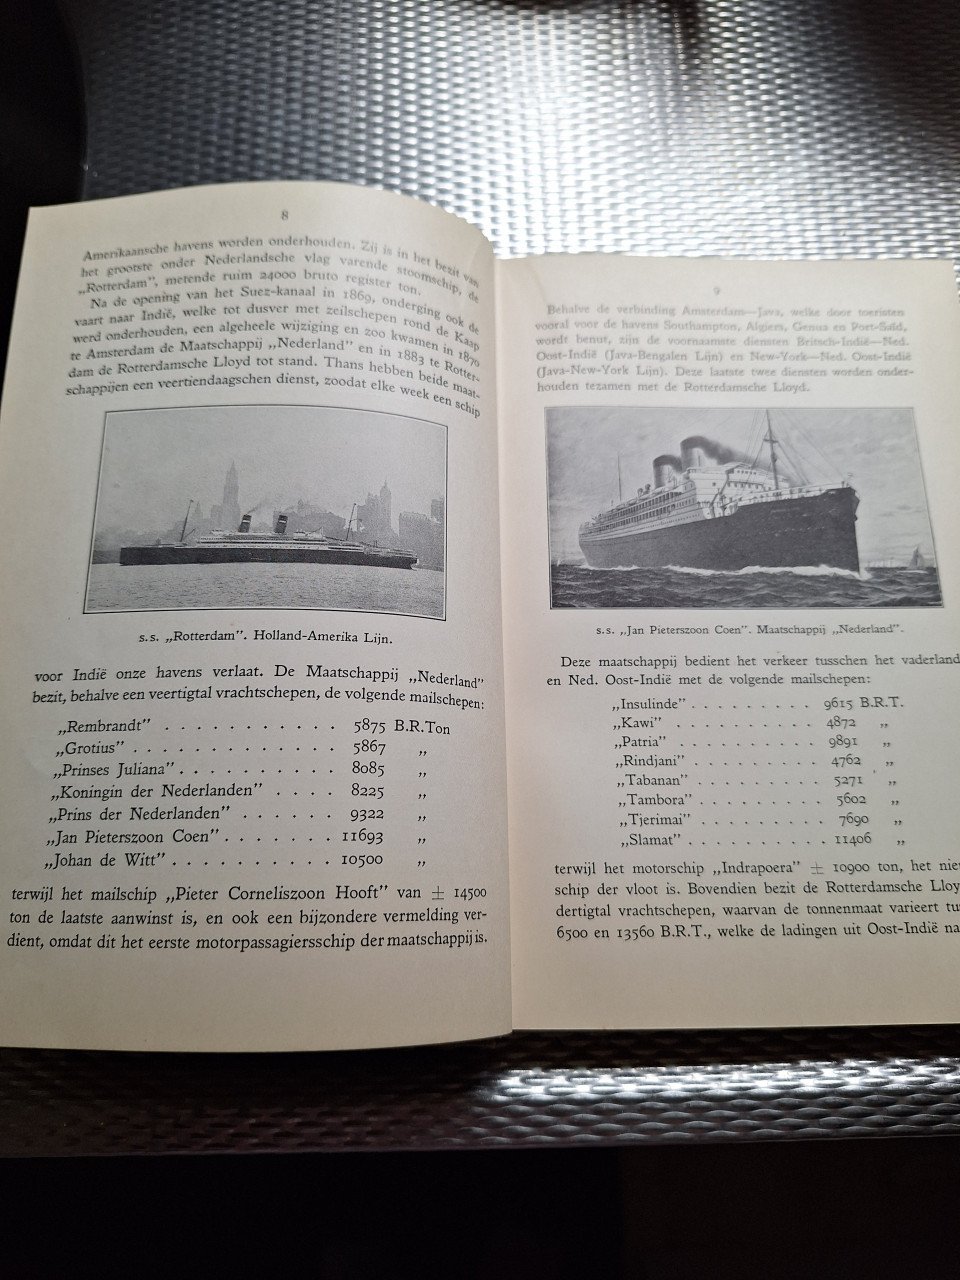 8
Amerikaansche havens worden onderhouden. Zij is in het bezit van
het grootste onder Nederlandsche vlag varende stoomschip, de
„Rotterdam”, metende ruim 24000 bruto register ton.
Na de opening van het Suez-kanaal in 1869, onderging ook de
vaart naar Indië, welke tot dusver met zeilschepen rond de Kaap
werd onderhouden, een algeheele wijziging en zoo kwamen in 1870
te Amsterdam de Maatschappij „Nederland” en in 1883 te Rotter-
dam de Rotterdamsche Lloyd tot stand. Thans hebben beide maat-
schappijen een veertiendaagschen dienst, zoodat elke week een schip
s.s. „Rotterdam”. Holland-Amerika Lijn.
voor Indië onze havens verlaat. De Maatschappij „Nederland”
bezit, behalve een veertigtal vrachtschepen, de volgende mailschepen:
„Rembrandt” . . . . . . . . . . . 5875 B.R.Ton
„Grotius” . . . . . . . . . . . . . 5867 „
„Prinses Juliana” . . . . . . . . . . 8085 „
„Koningin der Nederlanden” . . . . 8225 „
„Prins der Nederlanden” . . . . . . 9322 „
„Jan Pieterszoon Coen” . . . . . . . 11693 „
„Johan de Witt” . . . . . . . . . . 10500 „
terwijl het mailschip „Pieter Corneliszoon Hooft” van ± 14500
ton de laatste aanwinst is, en ook een bijzondere vermelding ver-
dient, omdat dit het eerste motorpassagiersschip der maatschappij is.
9
Behalve de verbinding Amsterdam—Java, welke door toeristen
vooral voor de havens Southampton, Algiers, Genua en Port-Saïd,
wordt benut, zijn de voornaamste diensten Britsch-Indië—Ned.
Oost-Indië (Java-Bengalen Lijn) en New-York—Ned. Oost-Indië
(Java-New-York Lijn). Deze laatste twee diensten worden onder-
houden tezamen met de Rotterdamsche Lloyd.
s.s. „Jan Pieterszoon Coen”. Maatschappij „Nederland”.
Deze maatschappij bedient het verkeer tusschen het vaderland
en Ned. Oost-Indië met de volgende mailschepen:
„Insulinde” . . . . . . . . . 9615 B.R.T.
„Kawi” . . . . . . . . . . 4872 „
„Patria” . . . . . . . . . . 9891 „
„Rindjani” . . . . . . . . . 4762 „
„Tabanan” . . . . . . . . . 5271 „
„Tambora” . . . . . . . . . 5602 „
„Tjerimai” . . . . . . . . . 7690 „
„Slamat” . . . . . . . . . . 11406 „
terwijl het motorschip „Indrapoera” ± 10900 ton, het nie
schip der vloot is. Bovendien bezit de Rotterdamsche Lloy
dertigtal vrachtschepen, waarvan de tonnenmaat varieert tu
6500 en 13560 B.R.T., welke de ladingen uit Oost-Indië na